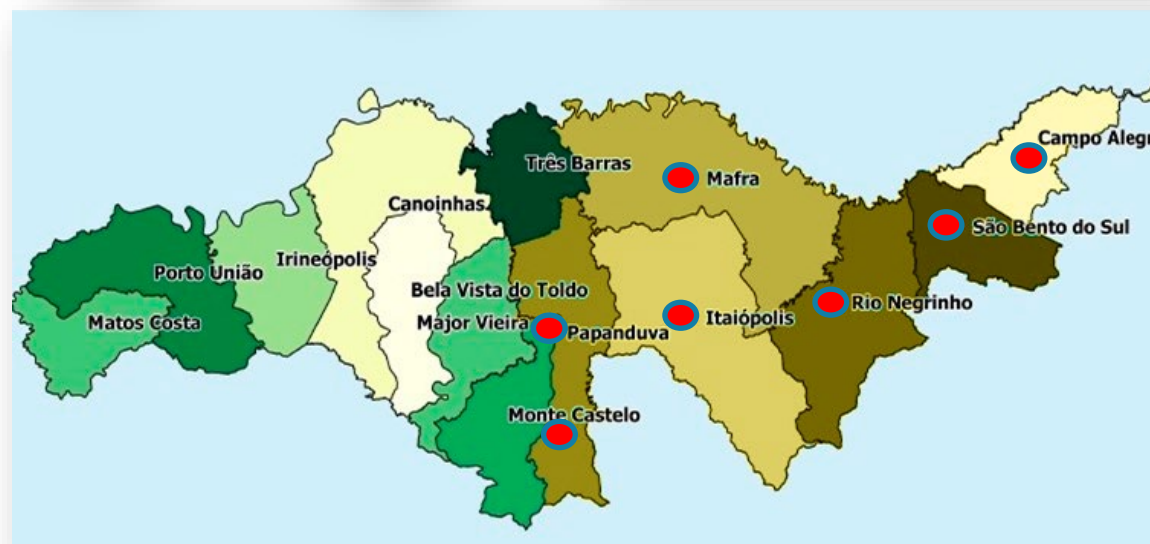 Campo Alegr
Três Barras
Mafra
Canoinhas
São Bento do Sul
Irineópolis
Porto União
Bela Vista do Toldo
Rio Negrinho
Matos Costa
Major Vieira
Papanduva
Itaiópolis
Monte Castelo